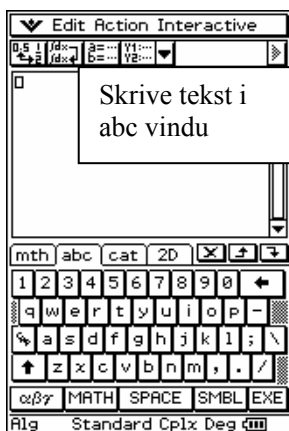 Edit Action Interactive
Skrive tekst i
abc vindu
mth abc cat 2D
1 2 3 4 5 6 7 8 9 0
q w e r t y u i o p -
a s d f g h j k l ; \
z x c v b n m , . /
αβγ MATH SPACE SMBL EXE
Alg Standard Cplx Deg